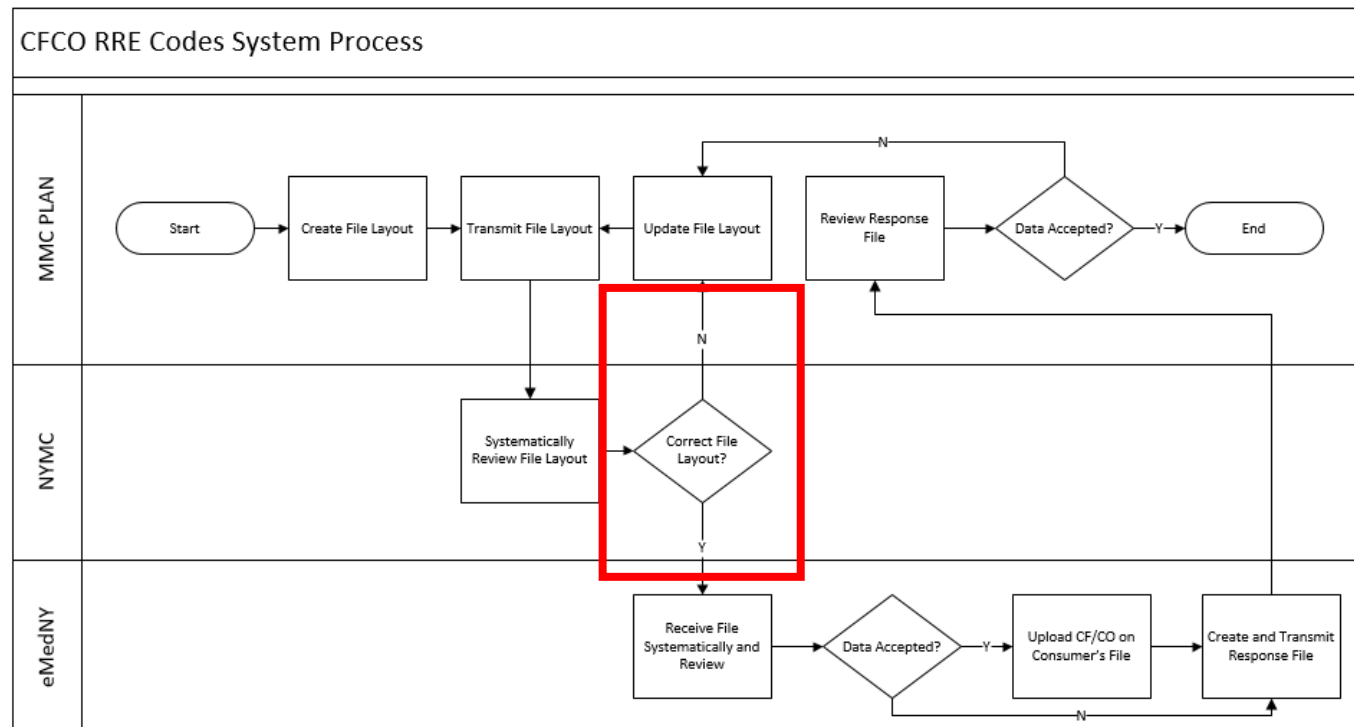 CFCO RRE Codes System Process
MMC PLAN
N
Start
Create File Layout
Transmit File Layout
Update File Layout
Review Response
File
Data Accepted?
Y
End
N
NYMC
Systematically
Review File Layout
Correct File
Layout?
Y
eMedNY
Receive File
Systematically and
Review
Data Accepted?
Y
Upload CF/CO on
Consumer's File
Create and Transmit
Response File
N